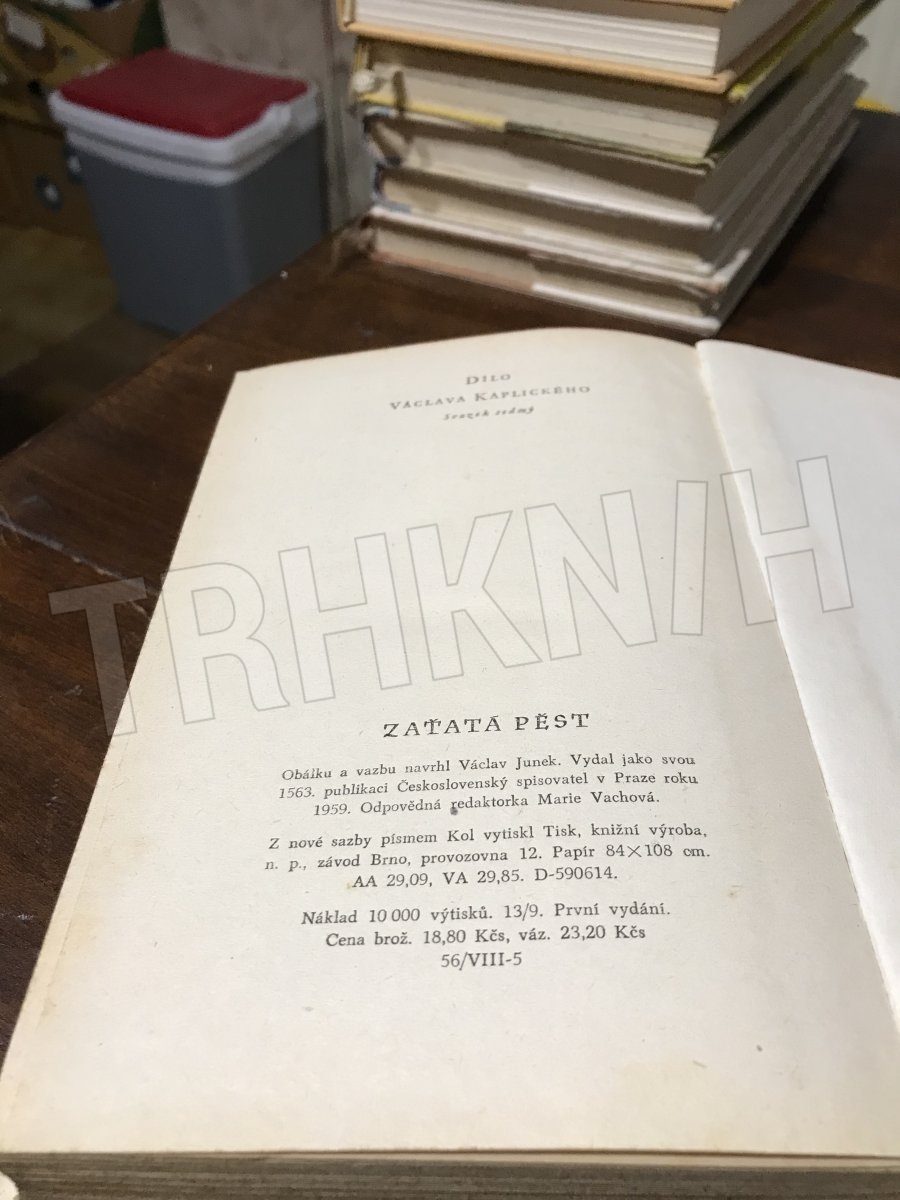 DÍLO
VÁCLAVA KAPLICKÉHO
Svazek sedmý
TRHKNIH
ZAŤATÁ PĚST
Obálku a vazbu navrhl Václav Junek. Vydal jako svou
1563. publikaci Československý spisovatel v Praze roku
1959. Odpovědná redaktorka Marie Vachová.
Z nové sazby písmem Kol vytiskl Tisk, knižní výroba,
n. p., závod Brno, provozovna 12. Papír 84×108 cm.
AA 29,09, VA 29,85. D-590614.
Náklad 10 000 výtisků. 13/9. První vydání.
Cena brož. 18,80 Kčs, váz. 23,20 Kčs
56/VIII-5